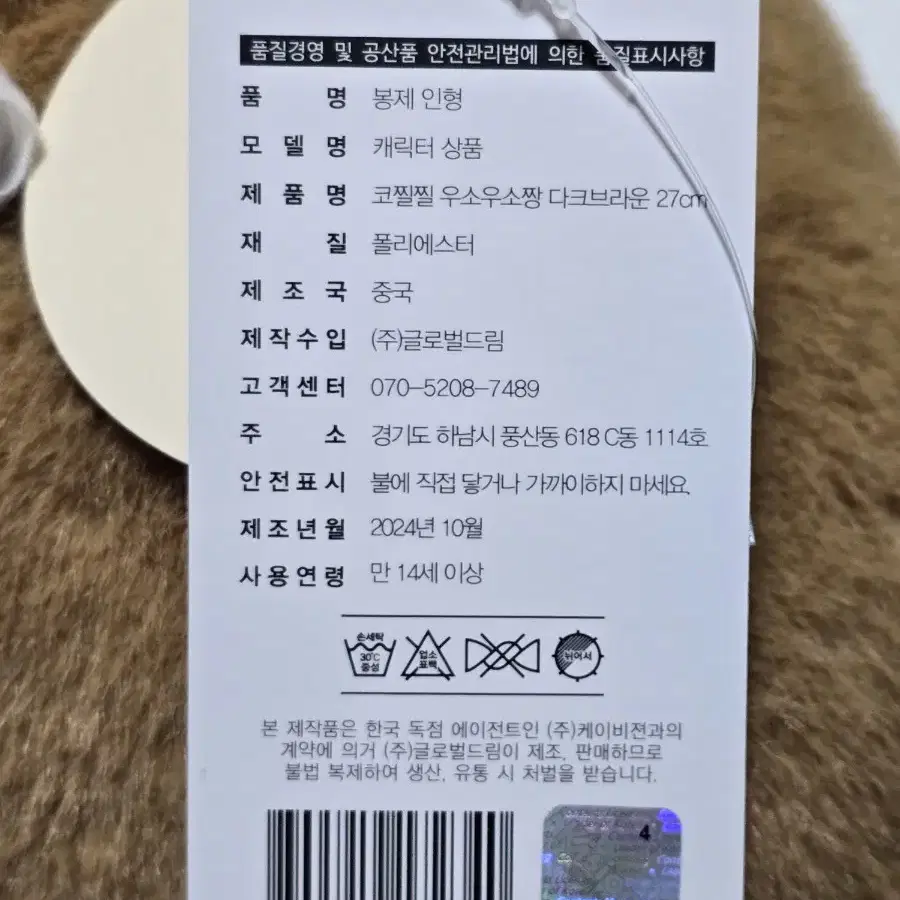 품질경영 및 공산품 안전관리법에 의한 품질표시사항
품 명 봉제 인형
모 델 명 캐릭터 상품
제 품 명 코찔찔 우소우소짱 다크브라운 27cm
재 질 폴리에스터
제 조 국 중국
제작수입 (주)글로벌드림
고객센터 070-5208-7489
주 소 경기도 하남시 풍산동 618 C동 1114호
안전표시 불에 직접 닿거나 가까이하지 마세요.
제조년월 2024년 10월
사용연령 만 14세 이상
손세탁
30℃
중성
염소
표백
뉘어서
본 제작품은 한국 독점 에이전트인 (주)케이비젼과의
계약에 의거 (주)글로벌드림이 제조, 판매하므로
불법 복제하여 생산, 유통 시 처벌을 받습니다.
4